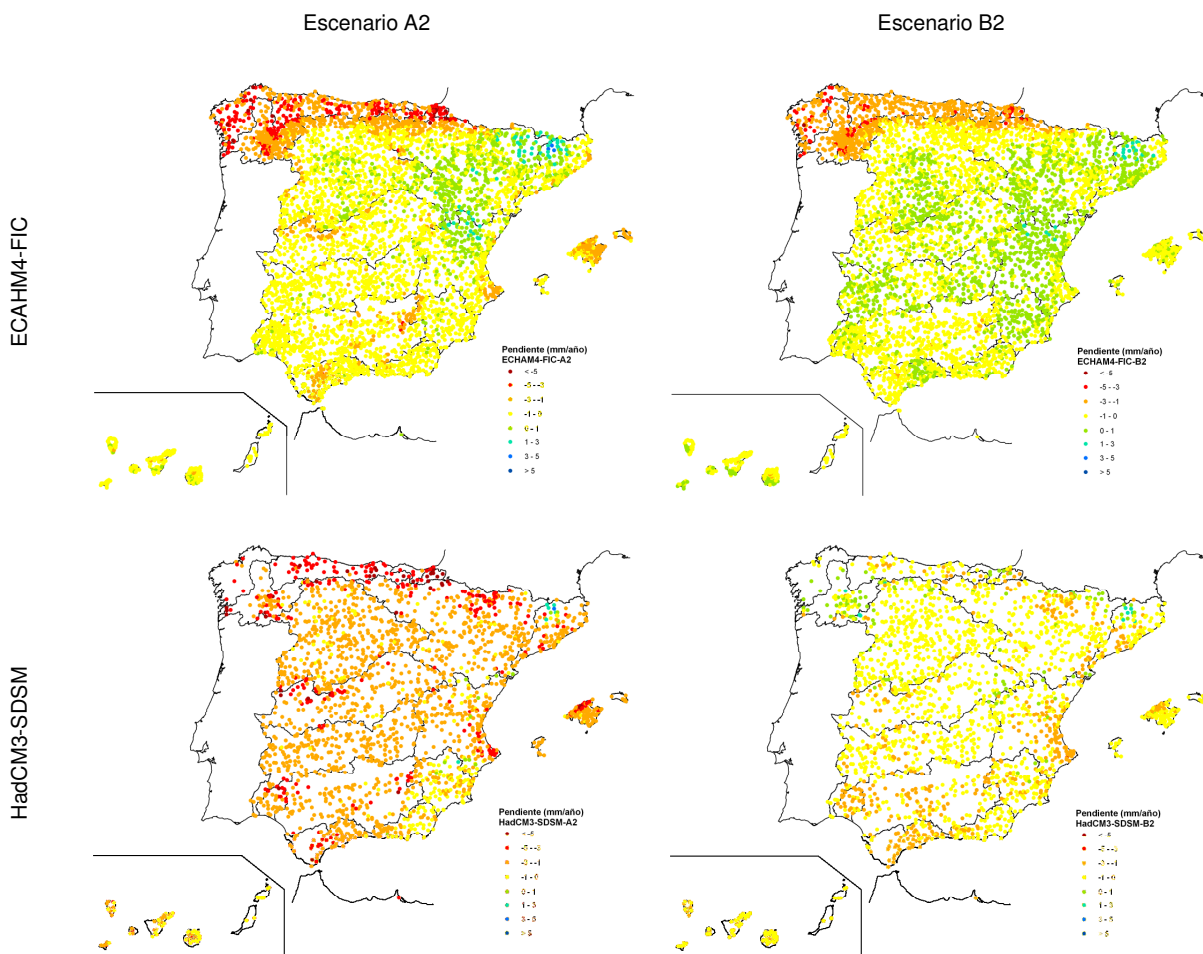 Escenario A2
Escenario B2
ECAHM4-FIC
Pendiente (mm/año)
ECHAM4-FIC-A2
< -5
-5 - -3
-3 - -1
-1 - 0
0 - 1
1 - 3
3 - 5
> 5
Pendiente (mm/año)
ECHAM4-FIC-B2
< -5
-5 - -3
-3 - -1
-1 - 0
0 - 1
1 - 3
3 - 5
> 5
HadCM3-SDSM
Pendiente (mm/año)
HadCM3-SDSM-A2
< -5
-5 - -3
-3 - -1
-1 - 0
0 - 1
1 - 3
3 - 5
> 5
Pendiente (mm/año)
HadCM3-SDSM-B2
< -5
-5 - -3
-3 - -1
-1 - 0
0 - 1
1 - 3
3 - 5
> 5